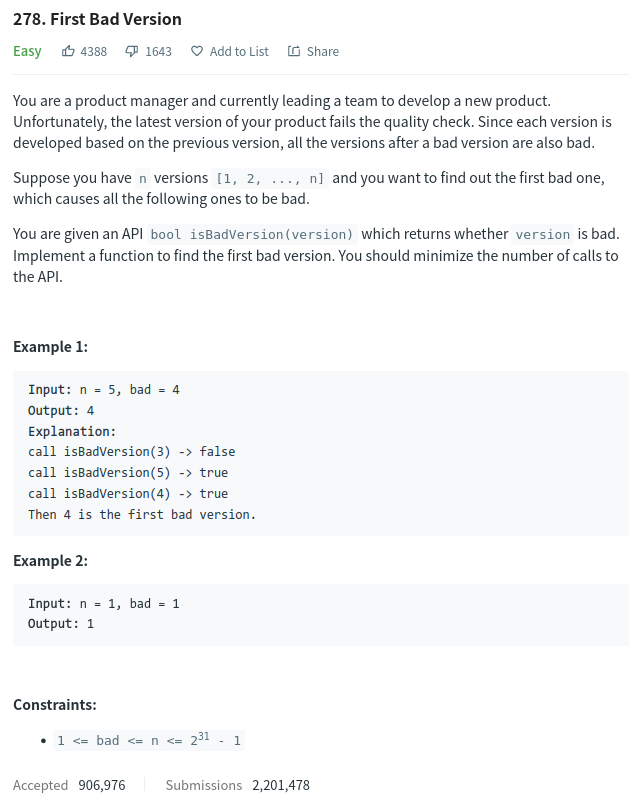 278. First Bad Version
Easy 4388 1643 Add to List Share
You are a product manager and currently leading a team to develop a new product.
Unfortunately, the latest version of your product fails the quality check. Since each version is
developed based on the previous version, all the versions after a bad version are also bad.
Suppose you have n versions [1, 2, ..., n] and you want to find out the first bad one,
which causes all the following ones to be bad.
You are given an API bool isBadVersion(version) which returns whether version is bad.
Implement a function to find the first bad version. You should minimize the number of calls to
the API.
Example 1:
Input: n = 5, bad = 4
Output: 4
Explanation:
call isBadVersion(3) -> false
call isBadVersion(5) -> true
call isBadVersion(4) -> true
Then 4 is the first bad version.
Example 2:
Input: n = 1, bad = 1
Output: 1
Constraints:
• 1 <= bad <= n <= 2³¹ - 1
Accepted 906,976 Submissions 2,201,478